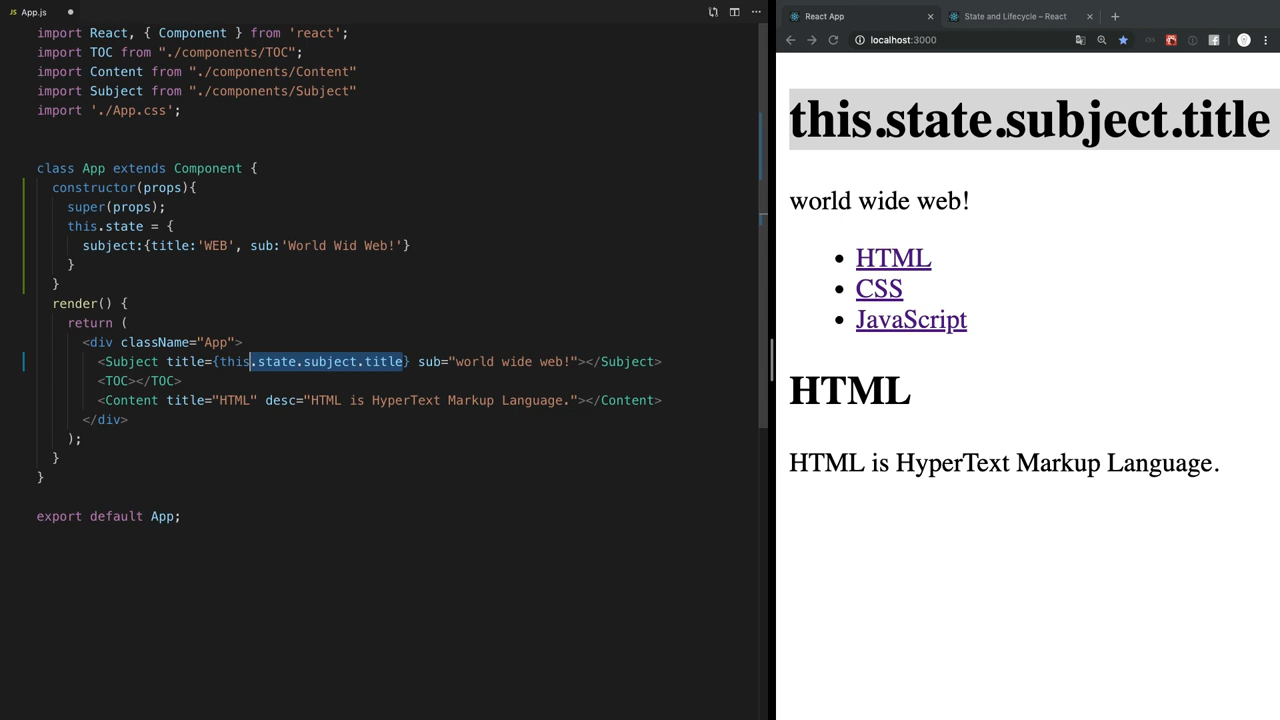 App.js
import React, { Component } from 'react';
import TOC from "./components/TOC";
import Content from "./components/Content"
import Subject from "./components/Subject"
import './App.css';
class App extends Component {
constructor(props){
super(props);
this.state = {
subject:{title:'WEB', sub:'World Wid Web!'}
}
}
render() {
return (
<div className="App">
<Subject title={this.state.subject.title} sub="world wide web!"></Subject>
<TOC></TOC>
<Content title="HTML" desc="HTML is HyperText Markup Language."></Content>
</div>
);
}
}
export default App;
React App
State and Lifecycle – React
localhost:3000
this.state.subject.title
world wide web!
• HTML
• CSS
• JavaScript
HTML
HTML is HyperText Markup Language.